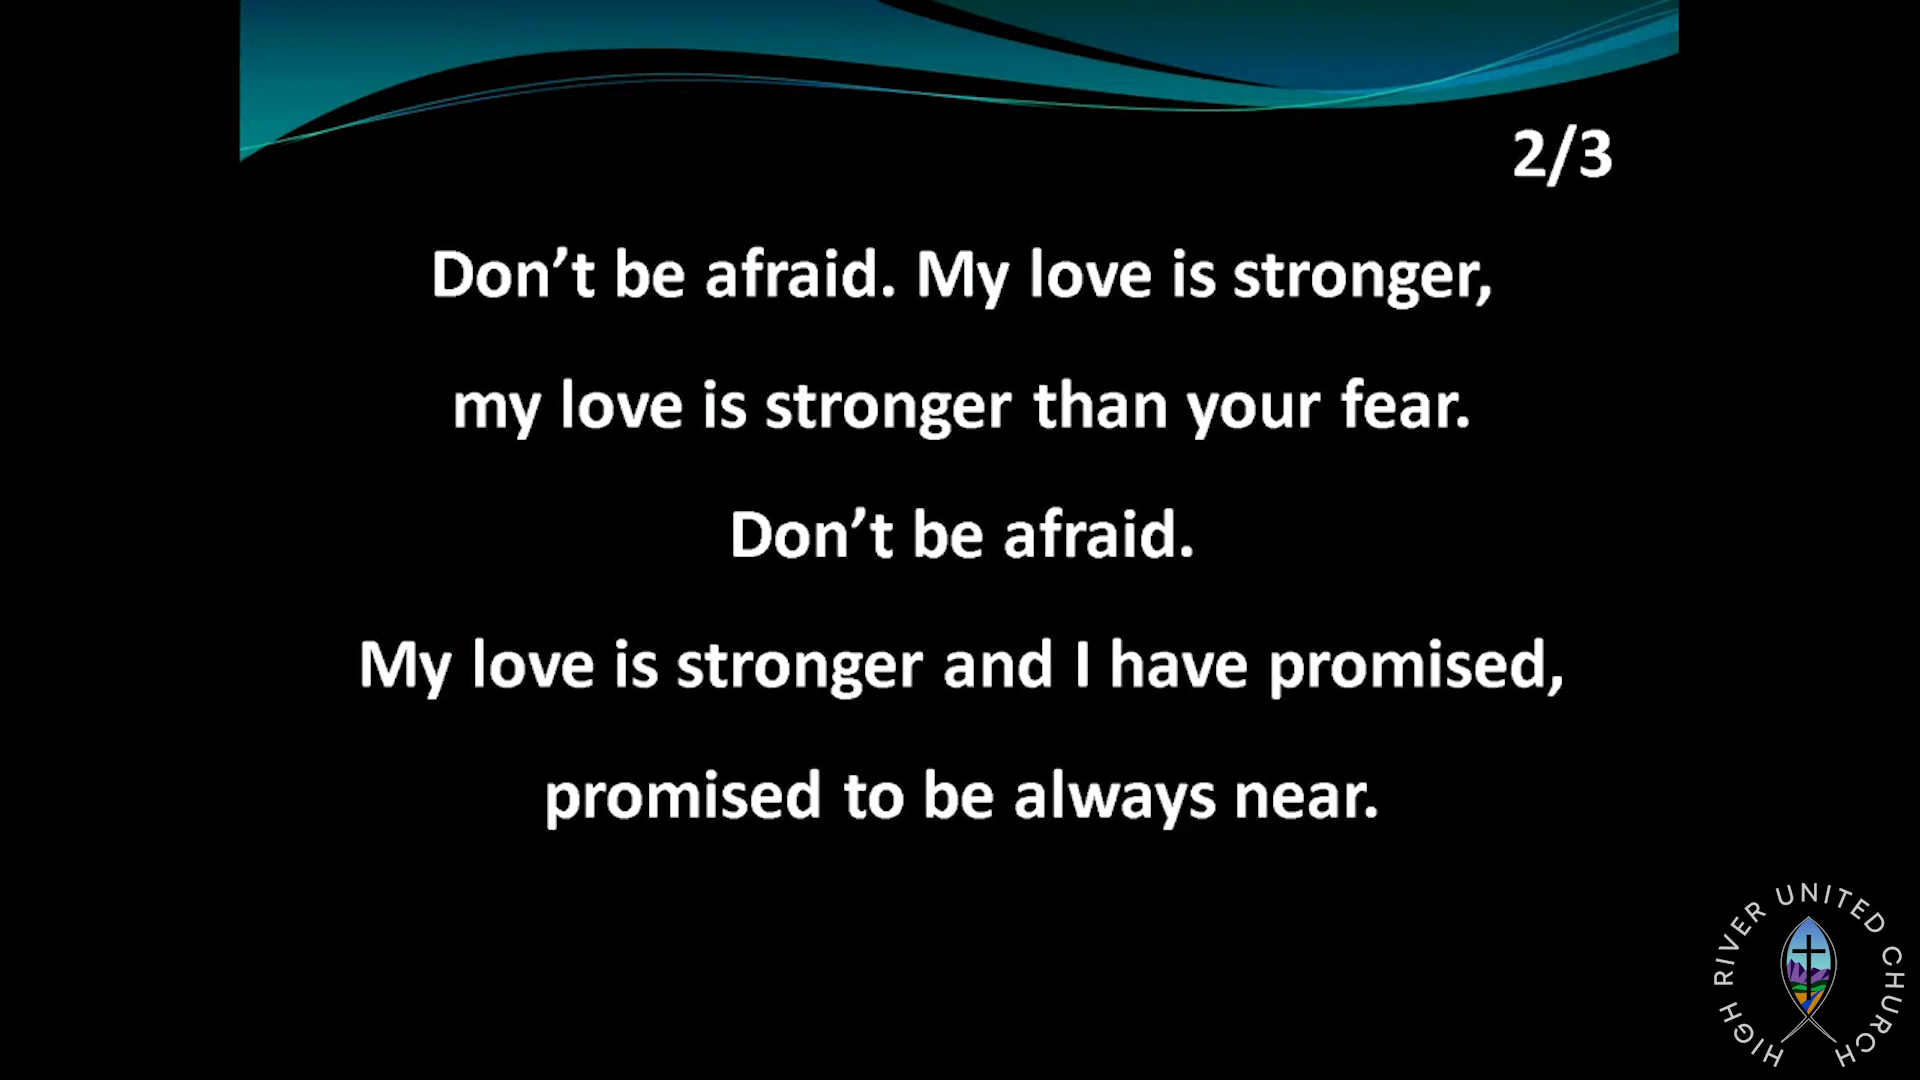 2/3
Don’t be afraid. My love is stronger,
my love is stronger than your fear.
Don’t be afraid.
My love is stronger and I have promised,
promised to be always near.
HIGH RIVER UNITED CHURCH